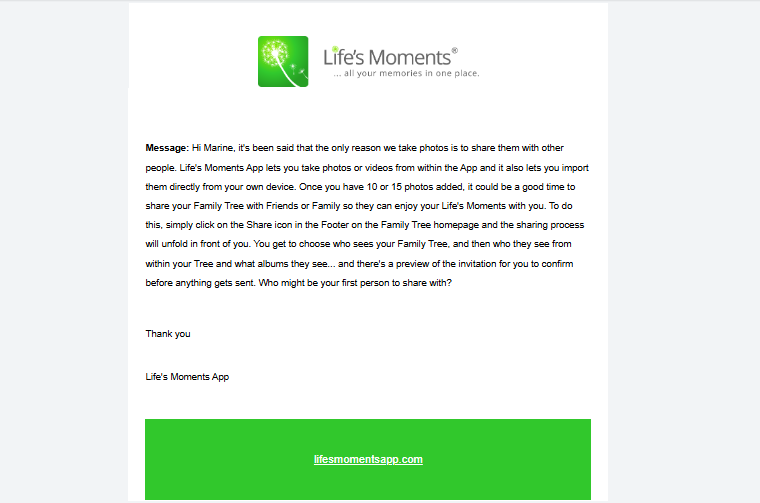 Life's Moments®
... all your memories in one place.
Message: Hi Marine, it's been said that the only reason we take photos is to share them with other
people. Life's Moments App lets you take photos or videos from within the App and it also lets you import
them directly from your own device. Once you have 10 or 15 photos added, it could be a good time to
share your Family Tree with Friends or Family so they can enjoy your Life's Moments with you. To do
this, simply click on the Share icon in the Footer on the Family Tree homepage and the sharing process
will unfold in front of you. You get to choose who sees your Family Tree, and then who they see from
within your Tree and what albums they see... and there's a preview of the invitation for you to confirm
before anything gets sent. Who might be your first person to share with?
Thank you
Life's Moments App
lifesmomentsapp.com